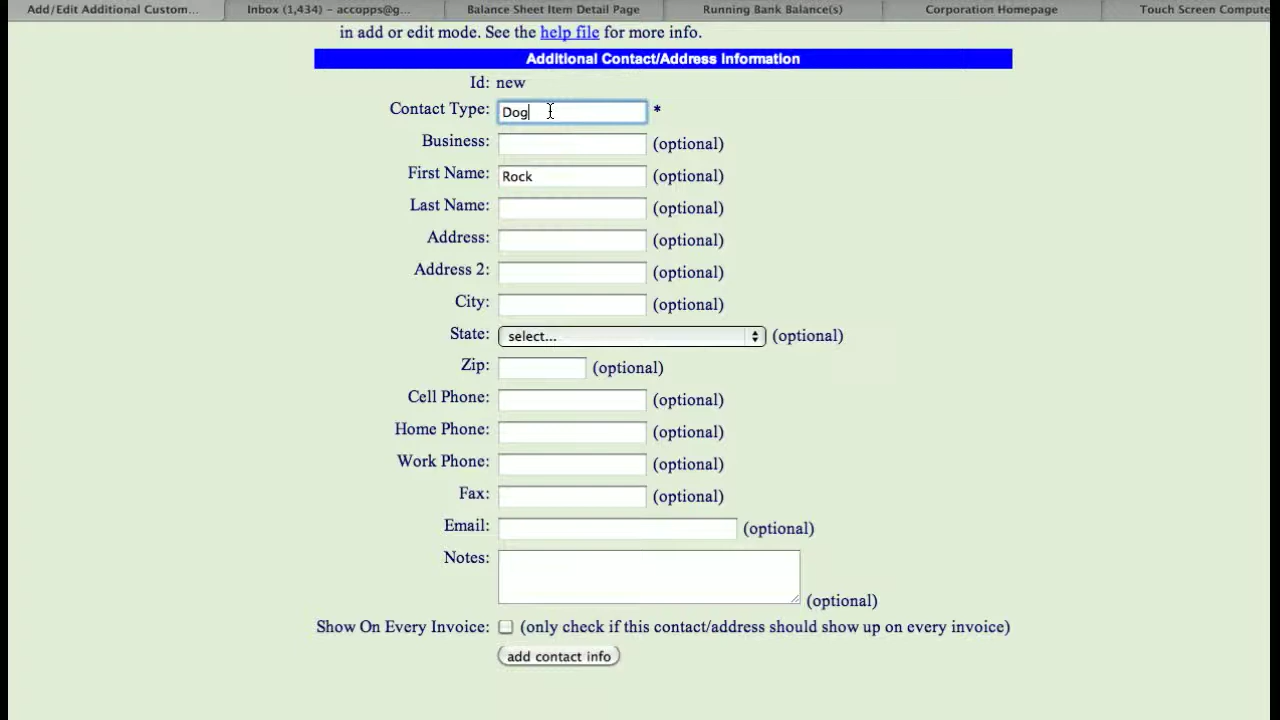 Add/Edit Additional Custom... Inbox (1,434) – accopps@g... Balance Sheet Item Detail Page Running Bank Balance(s) Corporation Homepage Touch Screen Compute
in add or edit mode. See the help file for more info.
Additional Contact/Address Information
Id: new
Contact Type: Dog *
Business: (optional)
First Name: Rock (optional)
Last Name: (optional)
Address: (optional)
Address 2: (optional)
City: (optional)
State: select... (optional)
Zip: (optional)
Cell Phone: (optional)
Home Phone: (optional)
Work Phone: (optional)
Fax: (optional)
Email: (optional)
Notes: (optional)
Show On Every Invoice: (only check if this contact/address should show up on every invoice)
add contact info